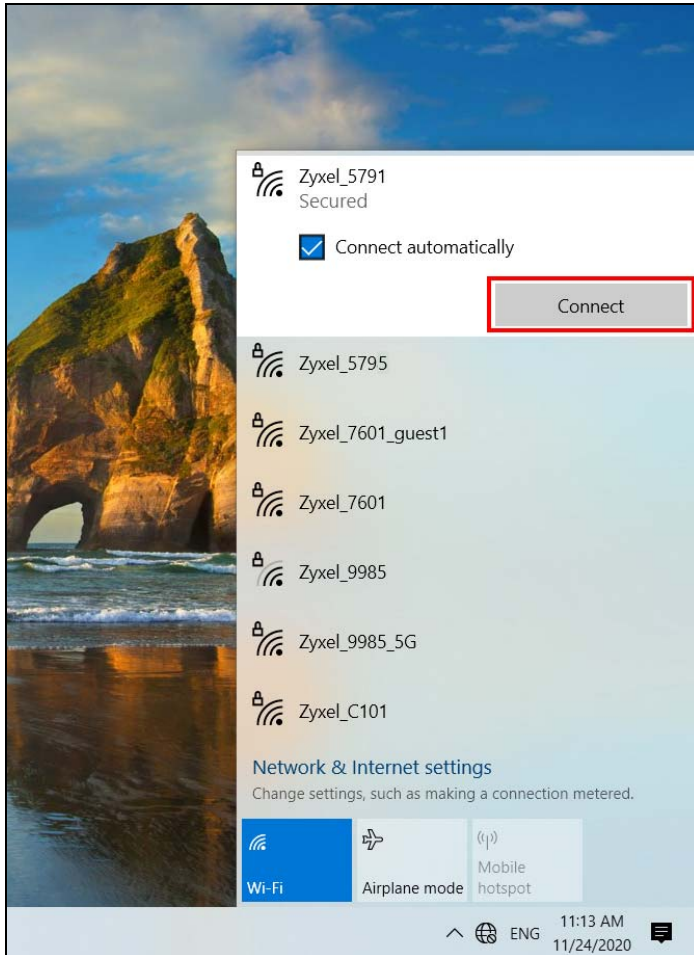 Zyxel_5791
Secured
Connect automatically
Connect
Zyxel_5795
Zyxel_7601_guest1
Zyxel_7601
Zyxel_9985
Zyxel_9985_5G
Zyxel_C101
Network & Internet settings
Change settings, such as making a connection metered.
Wi-Fi
Airplane mode
Mobile
hotspot
ENG
11:13 AM
11/24/2020